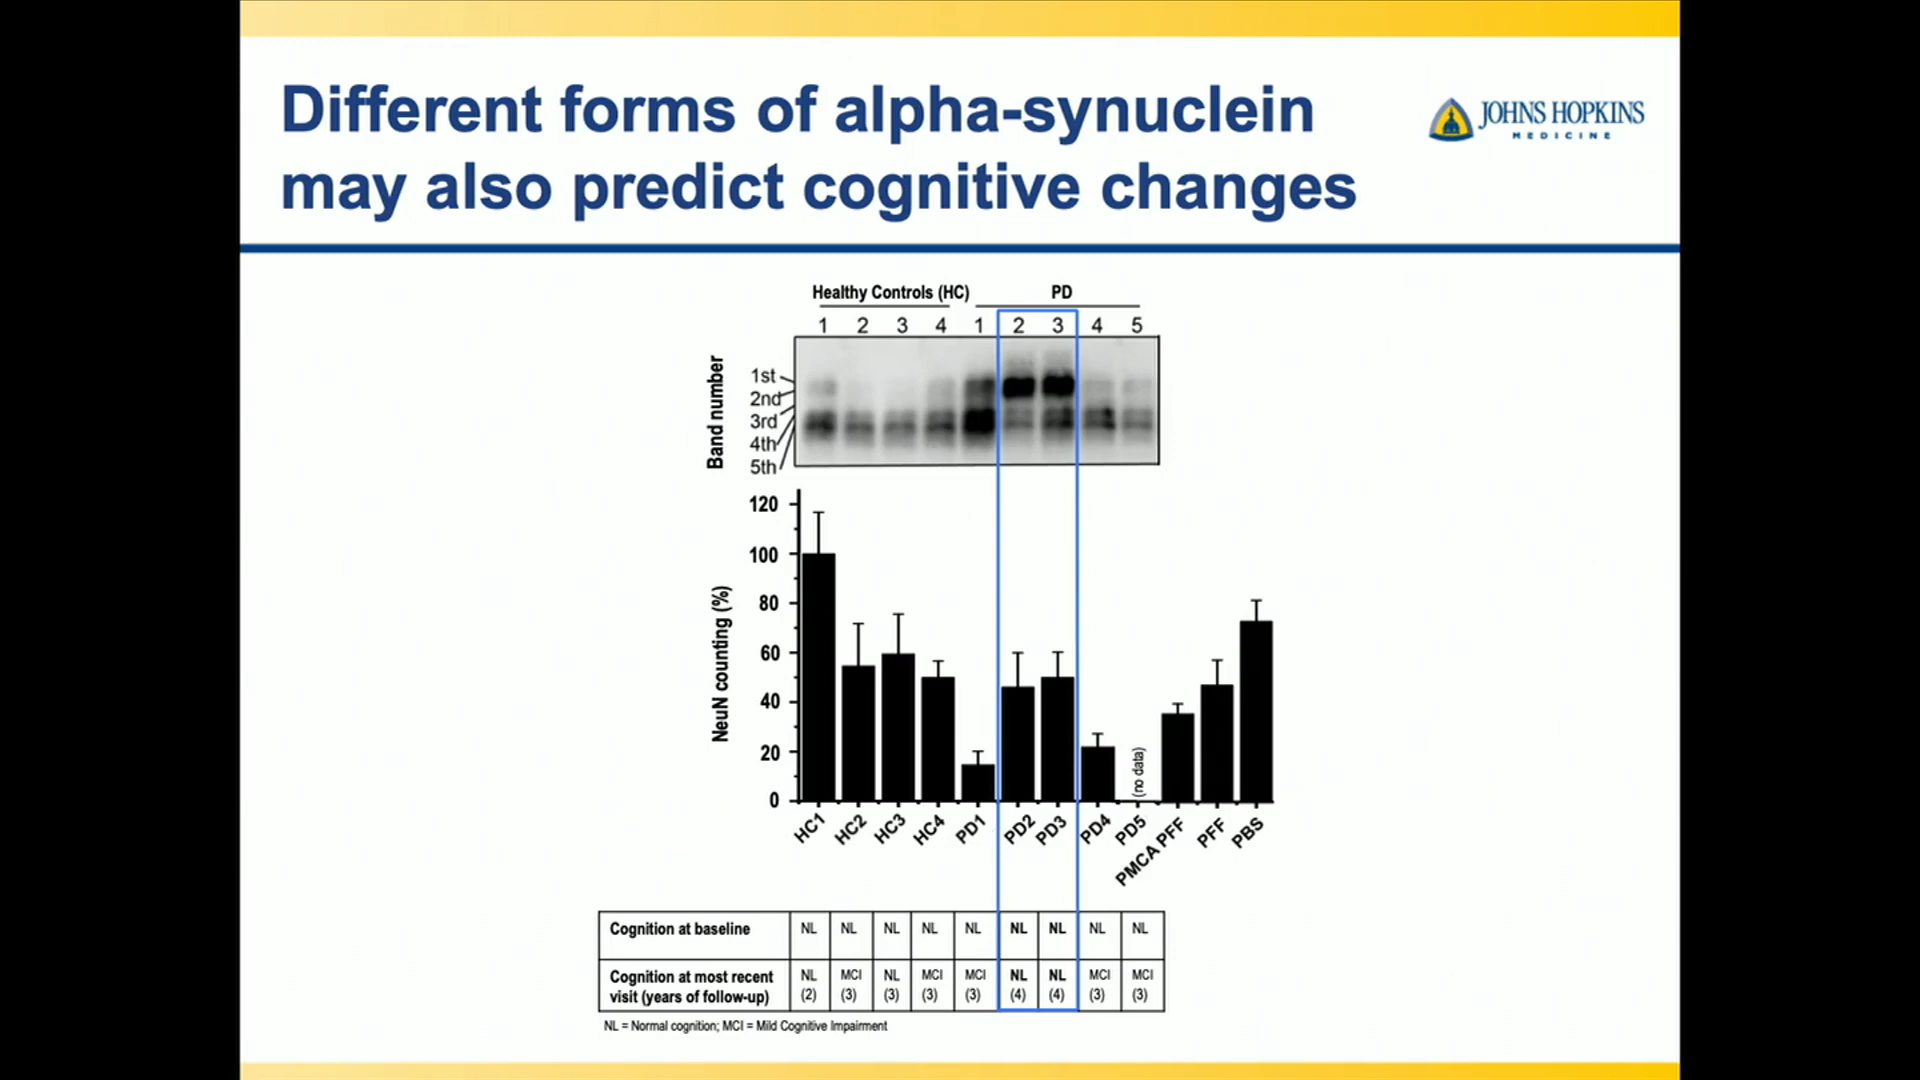 Different forms of alpha-synuclein
may also predict cognitive changes
JOHNS HOPKINS
MEDICINE
Healthy Controls (HC) PD
1 2 3 4 1 2 3 4 5
Band number
1st
2nd
3rd
4th
5th
NeuN counting (%)
120
100
80
60
40
20
0
(no data)
HC1 HC2 HC3 HC4 PD1 PD2 PD3 PD4 PD5 PMCA PFF PFF PBS
Cognition at baseline NL NL NL NL NL NL NL NL NL
Cognition at most recent NL MCI NL MCI MCI NL NL MCI MCI
visit (years of follow-up) (2) (3) (3) (3) (3) (4) (4) (3) (3)
NL = Normal cognition; MCI = Mild Cognitive Impairment